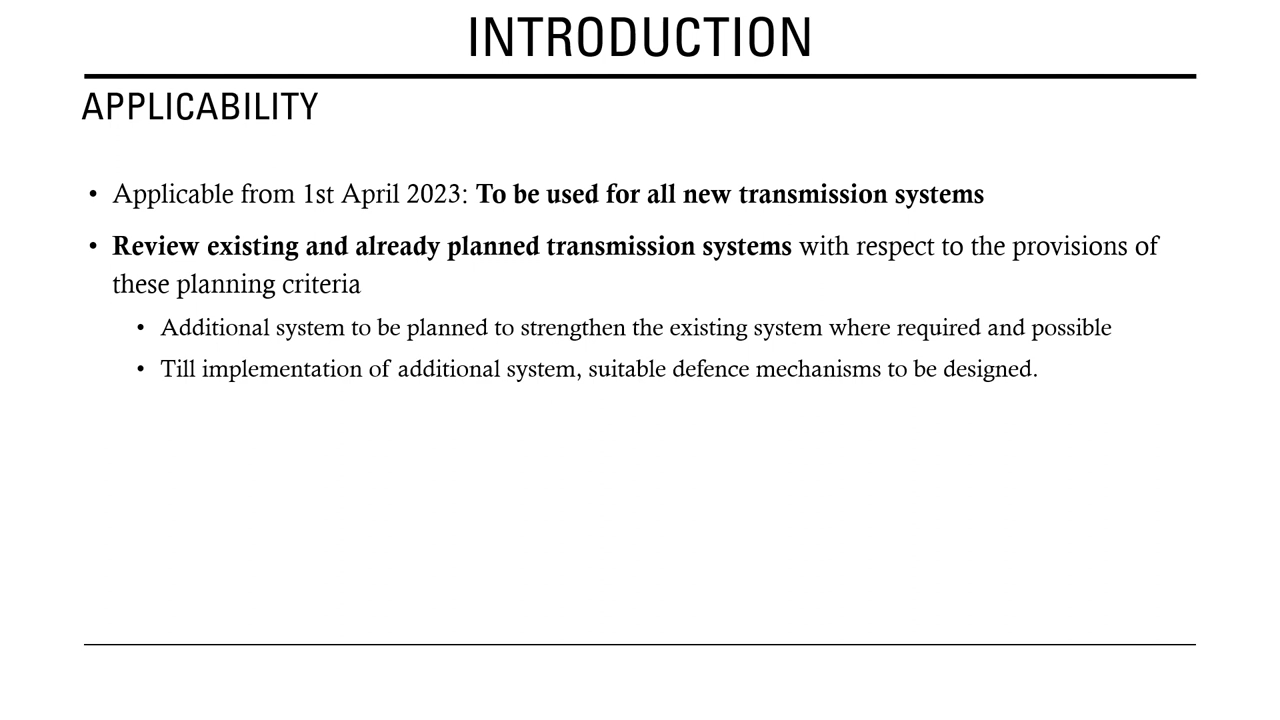 INTRODUCTION
APPLICABILITY
• Applicable from 1st April 2023: To be used for all new transmission systems
• Review existing and already planned transmission systems with respect to the provisions of
these planning criteria
• Additional system to be planned to strengthen the existing system where required and possible
• Till implementation of additional system, suitable defence mechanisms to be designed.